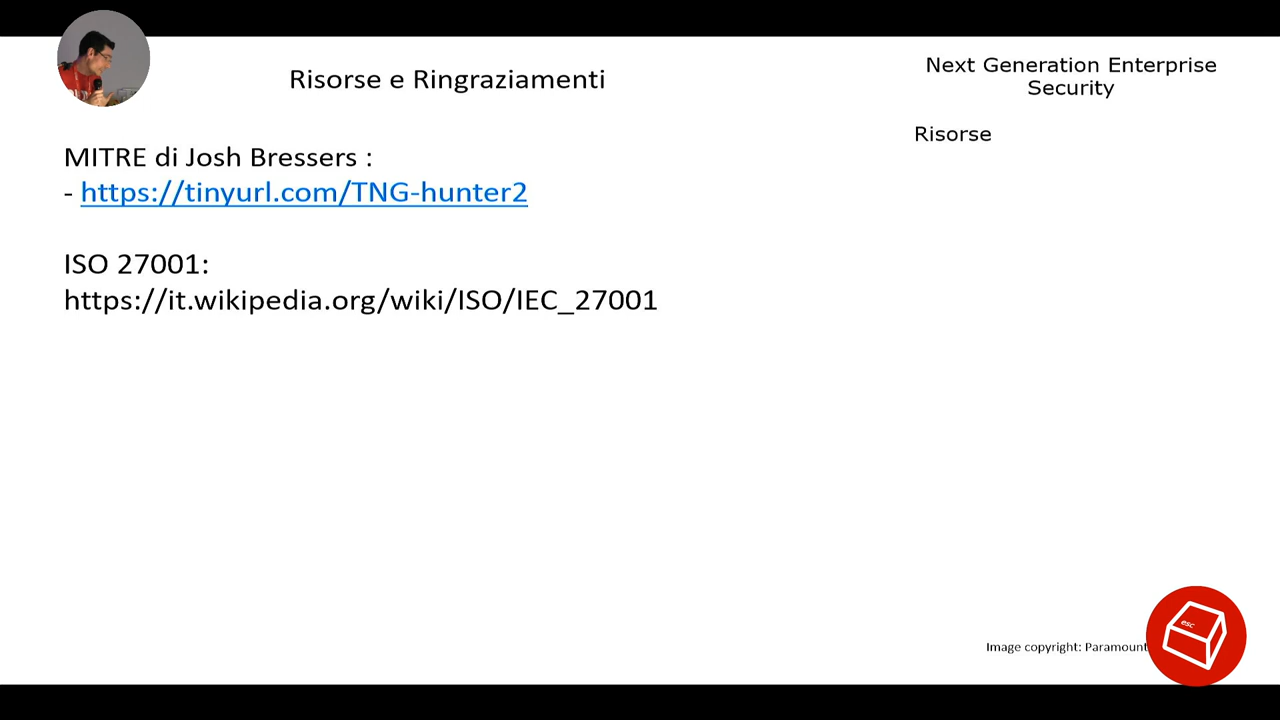 Risorse e Ringraziamenti
Next Generation Enterprise
Security
Risorse
MITRE di Josh Bressers :
- https://tinyurl.com/TNG-hunter2
ISO 27001:
https://it.wikipedia.org/wiki/ISO/IEC_27001
Image copyright: Paramount
esc